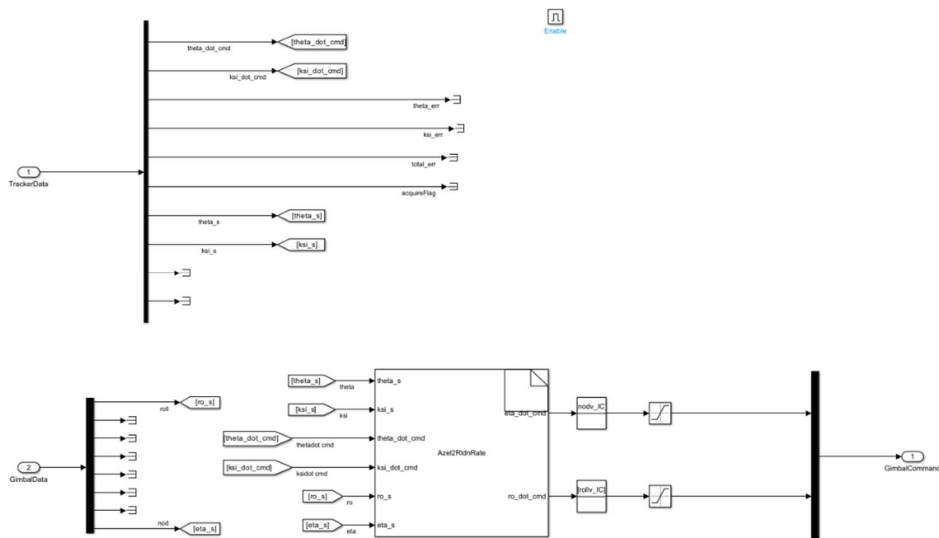 Enable
[theta_dot_cmd]
theta_dot_cmd
[ksi_dot_cmd]
ksi_dot_cmd
theta_err
ksi_err
total_err
1
TrackerData
acquireFlag
[theta_s]
theta_s
[ksi_s]
ksi_s
[theta_s]
theta
theta_s
[ro_s]
roll
[ksi_s]
ksi
ksi_s
eta_dot_cmd
nodv_IC
[theta_dot_cmd]
thetadot cmd
theta_dot_cmd
Azel2RldnRate
1
GimbalCommand
2
GimbalData
[ksi_dot_cmd]
ksidot cmd
ksi_dot_cmd
[ro_s]
ro
ro_s
ro_dot_cmd
[rollv_IC]
nod
[eta_s]
[eta_s]
eta
eta_s